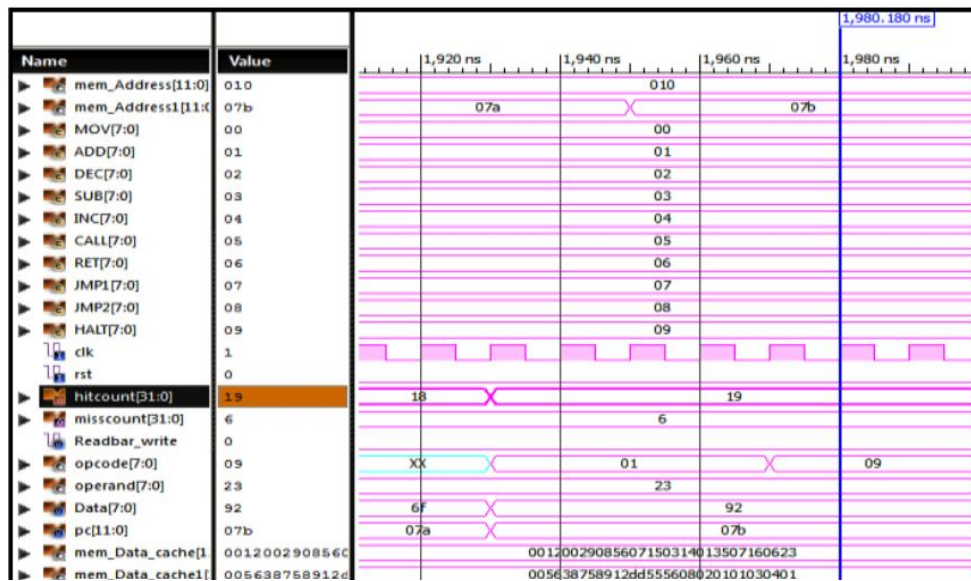 1,980.180 ns
Name Value 1,920 ns 1,940 ns 1,960 ns 1,980 ns
mem_Address[11:0] 010 010
mem_Address1[11:0 07b 07a 07b
MOV[7:0] 00 00
ADD[7:0] 01 01
DEC[7:0] 02 02
SUB[7:0] 03 03
INC[7:0] 04 04
CALL[7:0] 05 05
RET[7:0] 06 06
JMP1[7:0] 07 07
JMP2[7:0] 08 08
HALT[7:0] 09 09
clk 1
rst 0
hitcount[31:0] 19 18 19
misscount[31:0] 6 6
Readbar_write 0
opcode[7:0] 09 XX 01 09
operand[7:0] 23 23
Data[7:0] 92 6f 92
pc[11:0] 07b 07a 07b
mem_Data_cache[1 0012002908560 00120029085607150314013507160623
mem_Data_cache1[ 005638758912d 005638758912dd555608020101030401